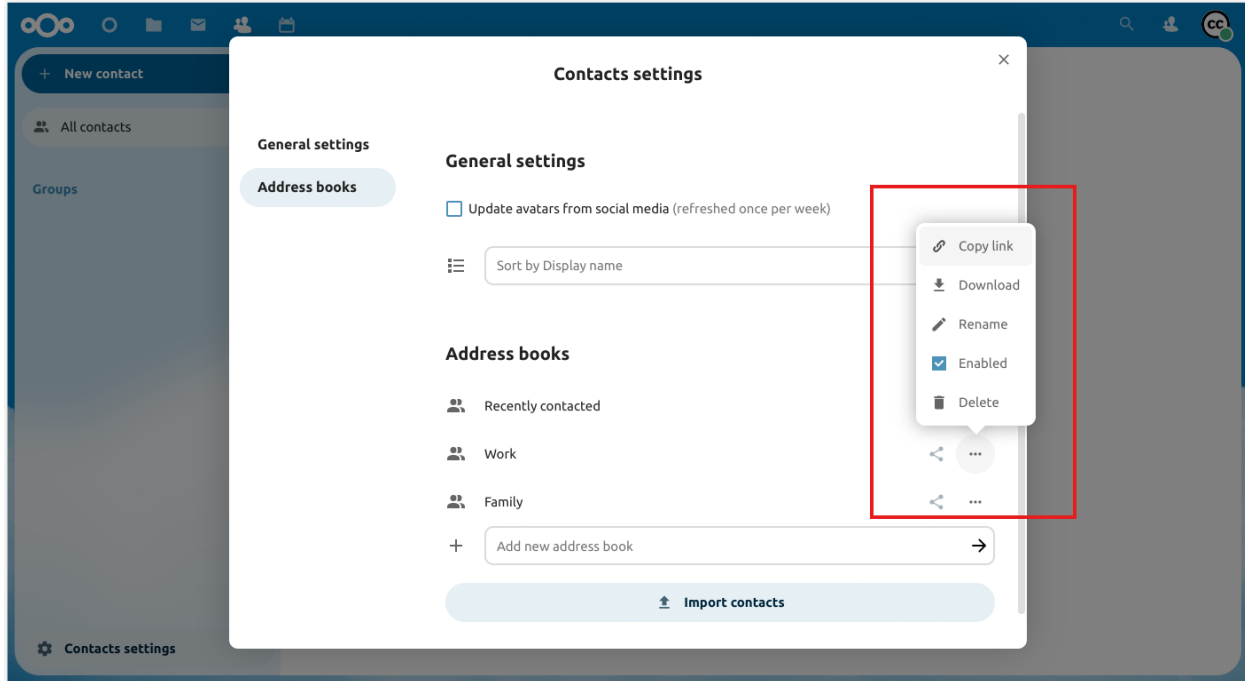 CC
New contact
All contacts
Groups
Contacts settings
Contacts settings
General settings
Address books
General settings
Update avatars from social media (refreshed once per week)
Sort by Display name
Address books
Recently contacted
Work
Family
Add new address book
Import contacts
Copy link
Download
Rename
Enabled
Delete